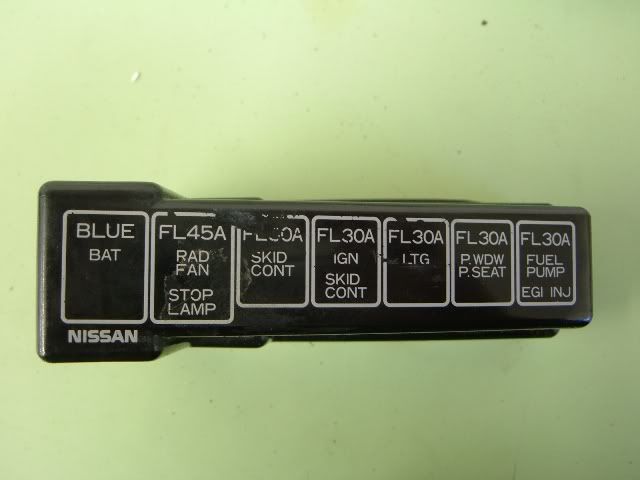 BLUE
BAT
FL45A
RAD
FAN
STOP
LAMP
SKID
CONT
FL30A
IGN
SKID
CONT
FL30A
LTG
FL30A
P.WDW
P.SEAT
FL30A
FUEL
PUMP
EGI INJ
NISSAN